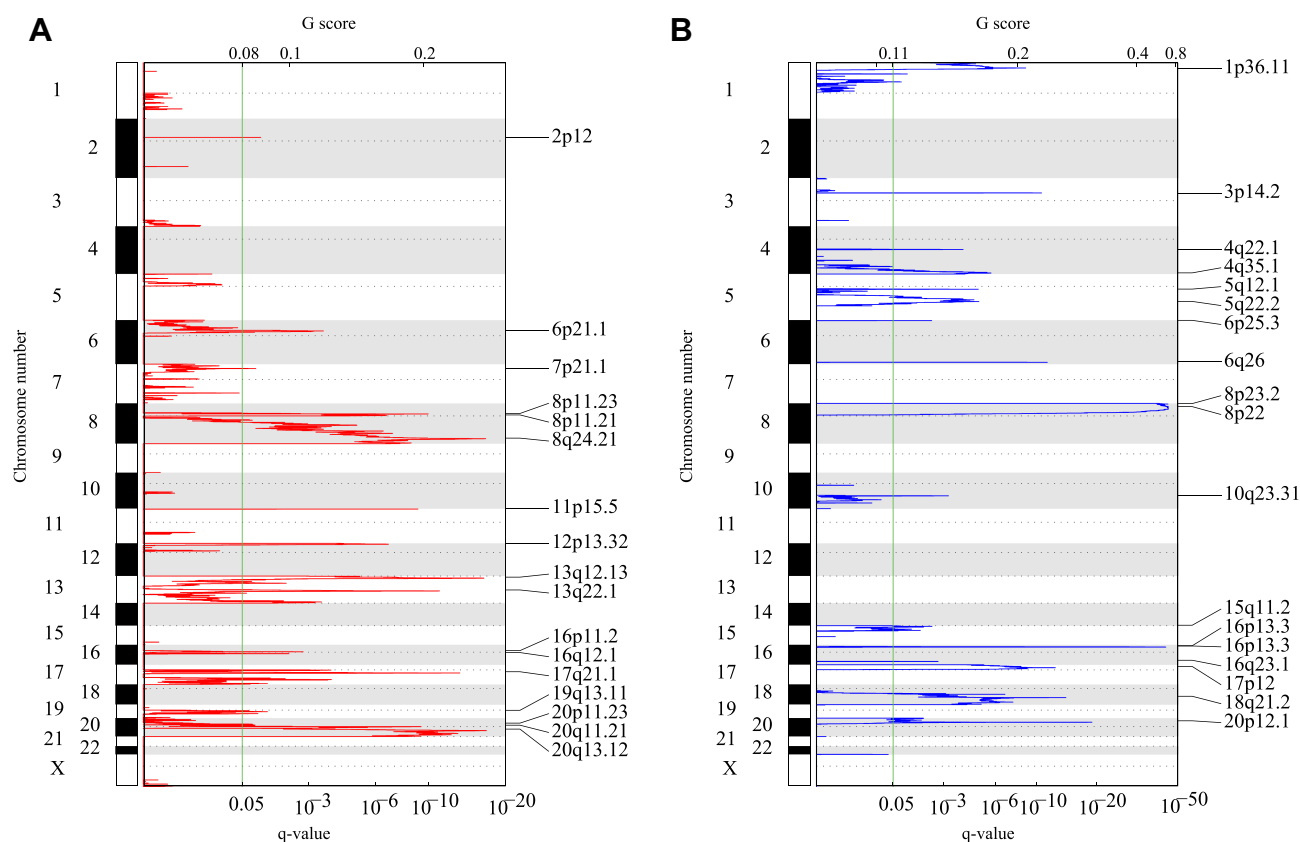 A
G score
0.08 0.1 0.2
Chromosome number
1
2
3
4
5
6
7
8
9
10
11
12
13
14
15
16
17
18
19
20
21
22
X
2p12
6p21.1
7p21.1
8p11.23
8p11.21
8q24.21
11p15.5
12p13.32
13q12.13
13q22.1
16p11.2
16q12.1
17q21.1
19q13.11
20p11.23
20q11.21
20q13.12
0.05 10−3 10−6 10−10 10−20
q-value
B
G score
0.11 0.2 0.4 0.8
Chromosome number
1
2
3
4
5
6
7
8
9
10
11
12
13
14
15
16
17
18
19
20
21
22
X
1p36.11
3p14.2
4q22.1
4q35.1
5q12.1
5q22.2
6p25.3
6q26
8p23.2
8p22
10q23.31
15q11.2
16p13.3
16p13.3
16q23.1
17p12
18q21.2
20p12.1
0.05 10−3 10−6 10−10 10−20 10−50
q-value